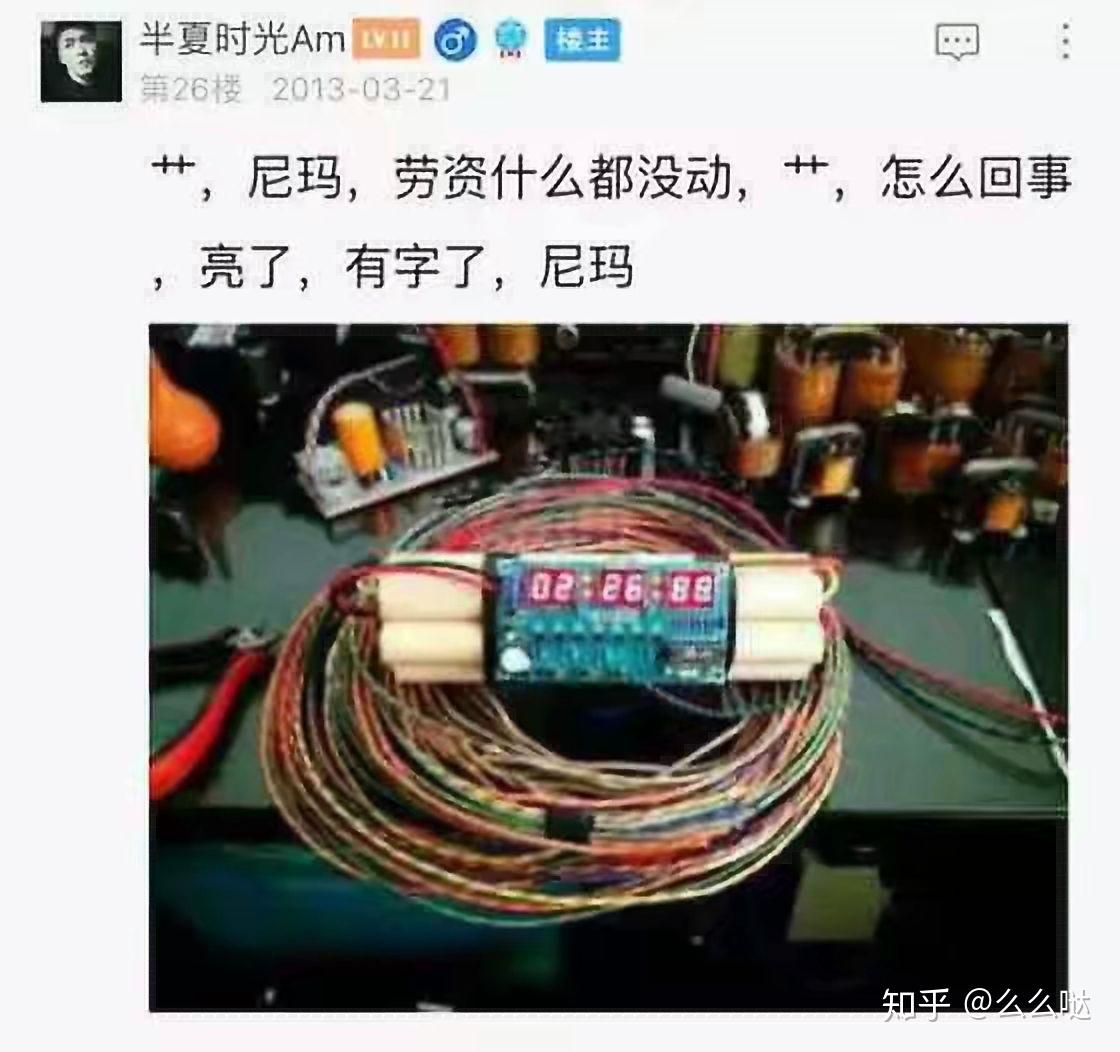 半夏时光Am LV.11 楼主
第26楼 2013-03-21
艹，尼玛，劳资什么都没动，艹，怎么回事
，亮了，有字了，尼玛
02:26:88
知乎 @么么哒